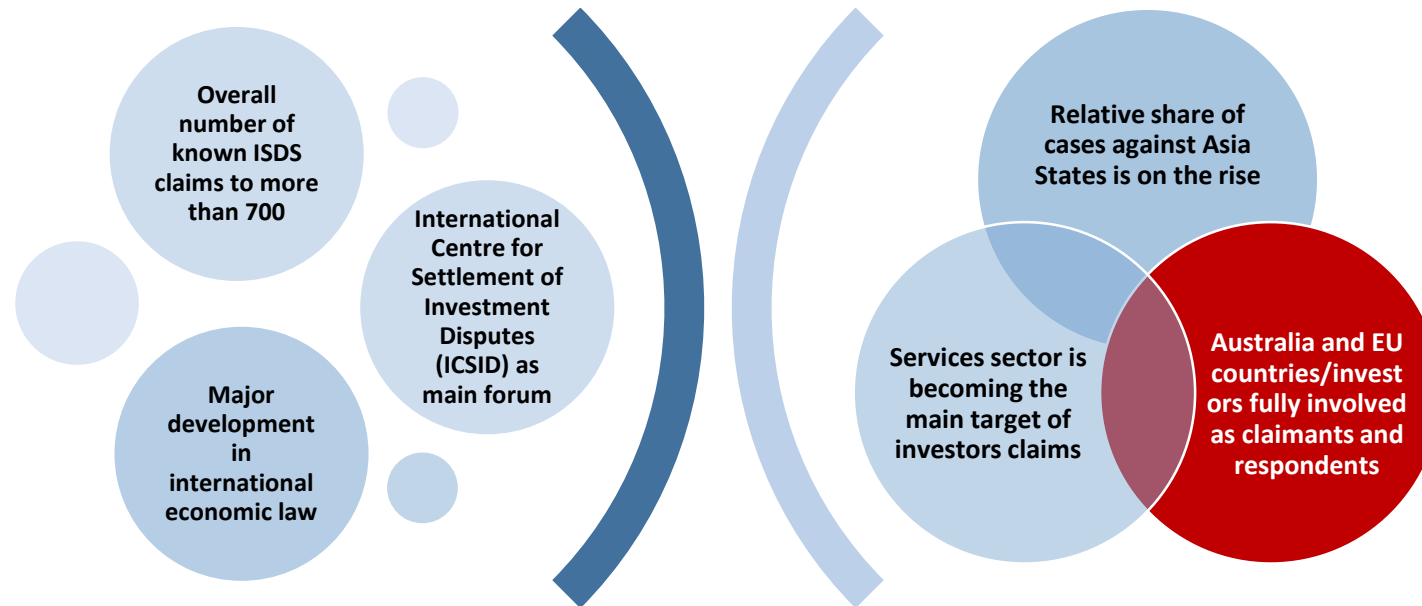 Overall
number of
known ISDS
claims to more
than 700
International
Centre for
Settlement of
Investment
Disputes
(ICSID) as
main forum
Major
development
in
international
economic law
Relative share of
cases against Asia
States is on the rise
Services sector is
becoming the
main target of
investors claims
Australia and EU
countries/invest
ors fully involved
as claimants and
respondents